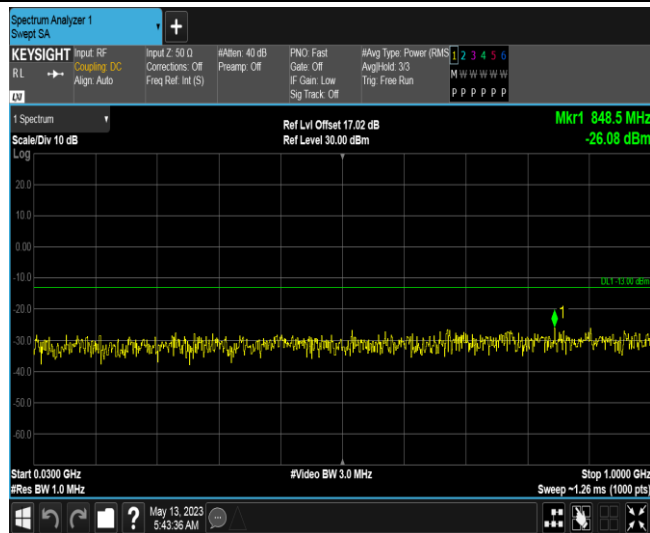 Spectrum Analyzer 1
Swept SA
+
KEYSIGHT
RL
Input: RF
Coupling: DC
Align: Auto
Input Z: 50 Ω
Corrections: Off
Freq Ref: Int (S)
#Atten: 40 dB
Preamp: Off
PNO: Fast
Gate: Off
IF Gain: Low
Sig Track: Off
#Avg Type: Power (RMS
Avg|Hold: 3/3
Trig: Free Run
1 2 3 4 5 6
M W W W W W
P P P P P P
1 Spectrum
Scale/Div 10 dB
Log
Ref Lvl Offset 17.02 dB
Ref Level 30.00 dBm
Mkr1 848.5 MHz
-26.08 dBm
20.0
10.0
0.00
-10.0
DL1 -13.00 dBm
-20.0
1
-30.0
-40.0
-50.0
-60.0
Start 0.0300 GHz
#Res BW 1.0 MHz
#Video BW 3.0 MHz
Stop 1.0000 GHz
Sweep ~1.26 ms (1000 pts)
?
May 13, 2023
5:43:36 AM